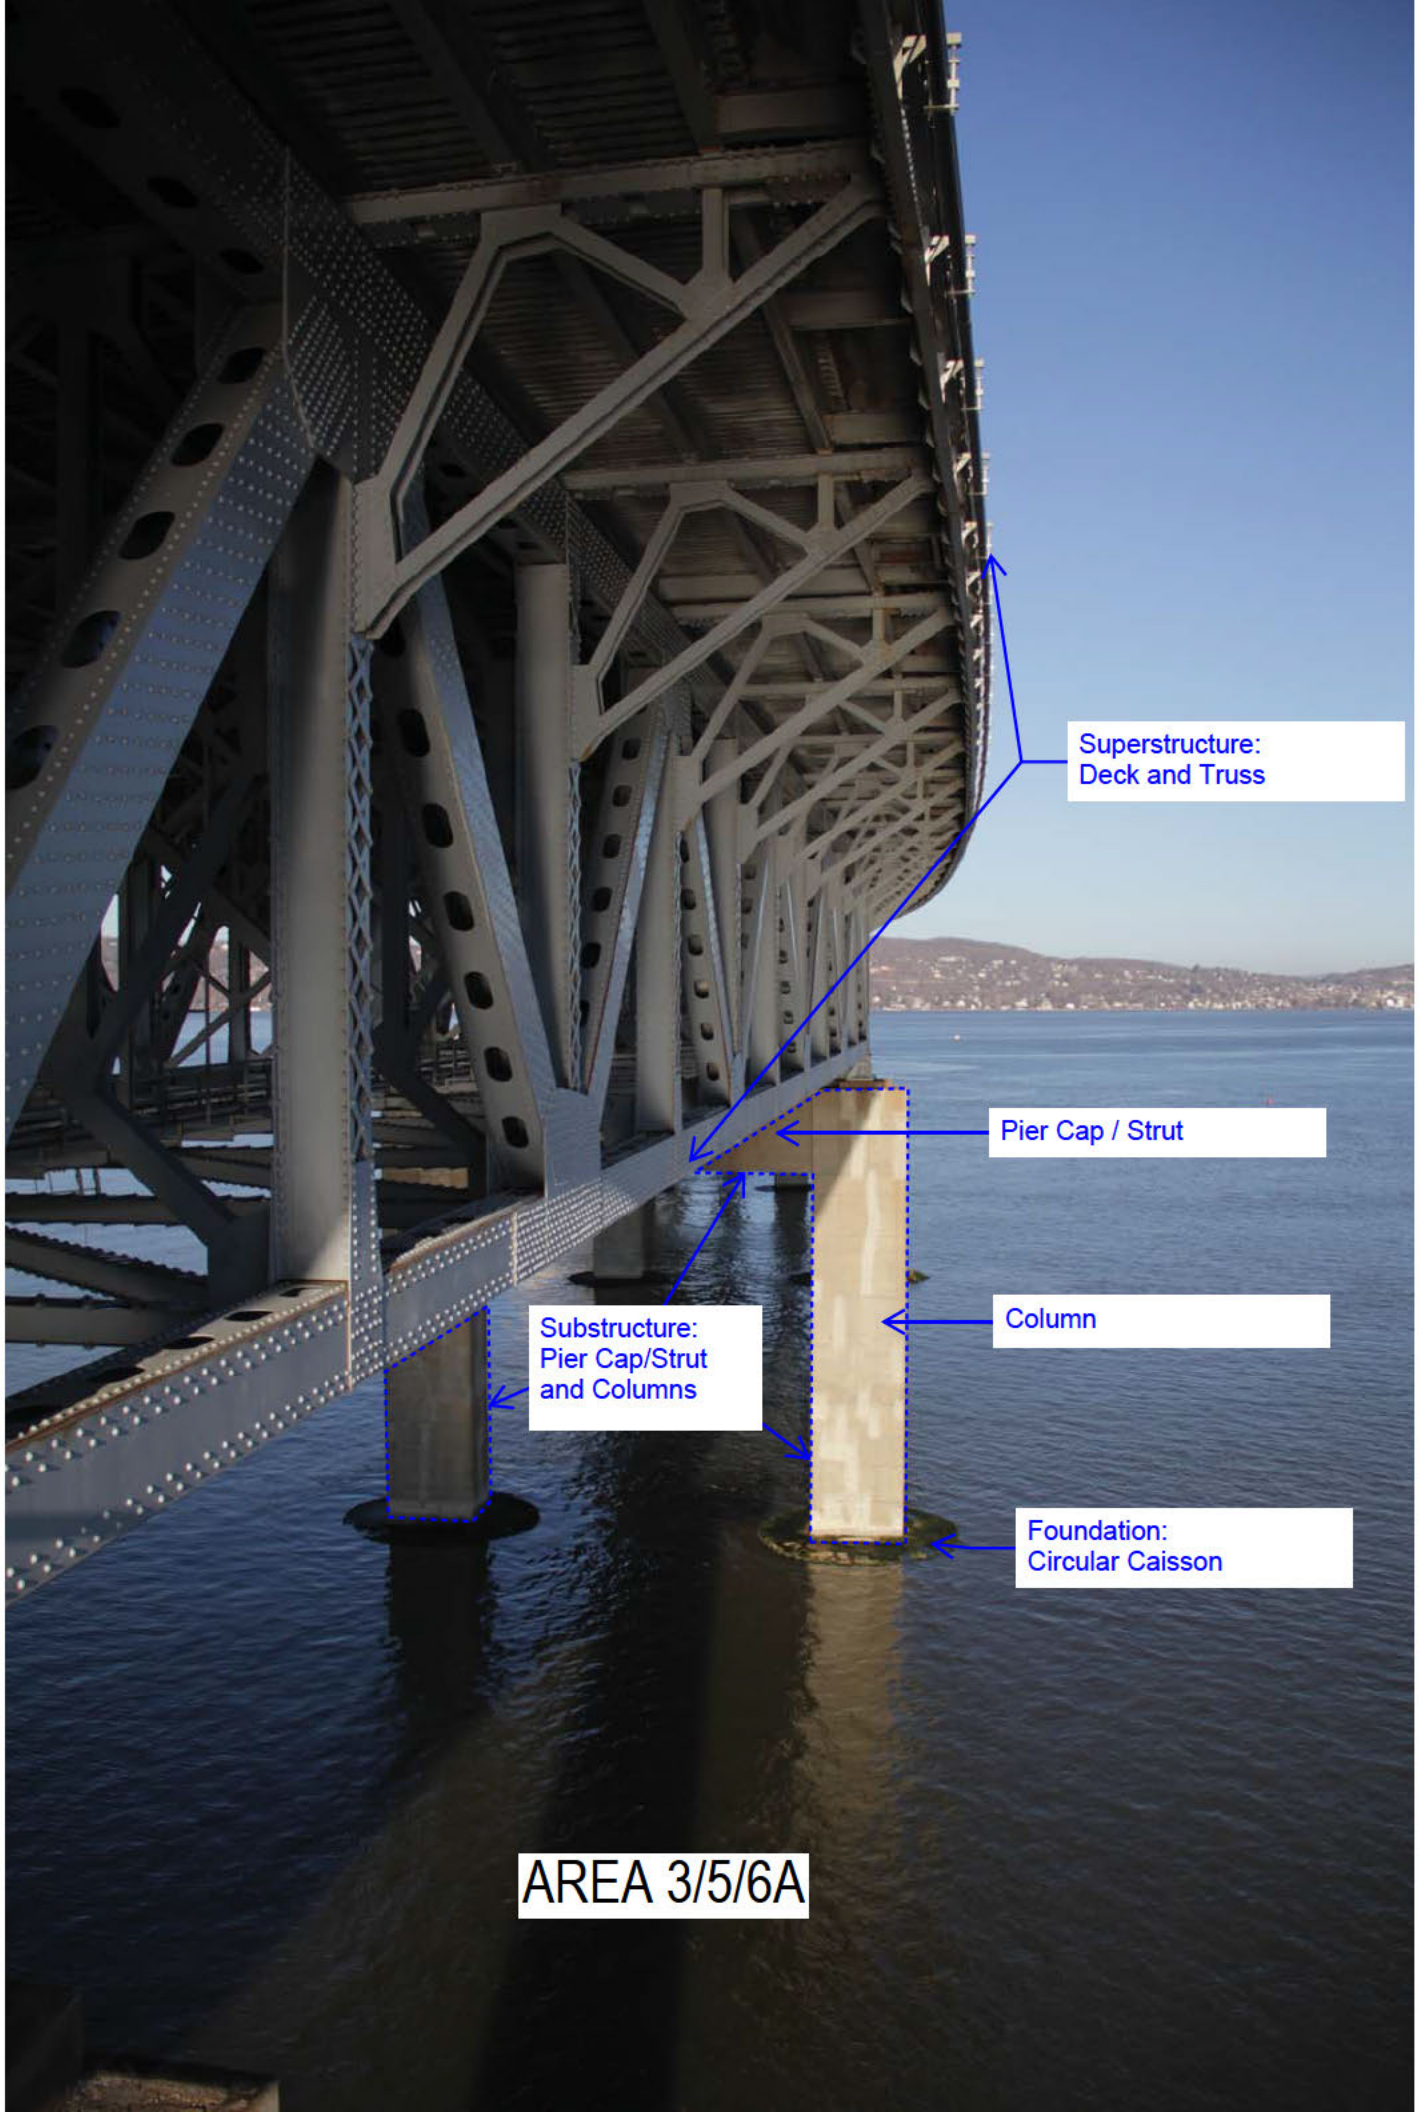 Superstructure:
Deck and Truss
Pier Cap / Strut
Substructure:
Pier Cap/Strut
and Columns
Column
Foundation:
Circular Caisson
AREA 3/5/6A